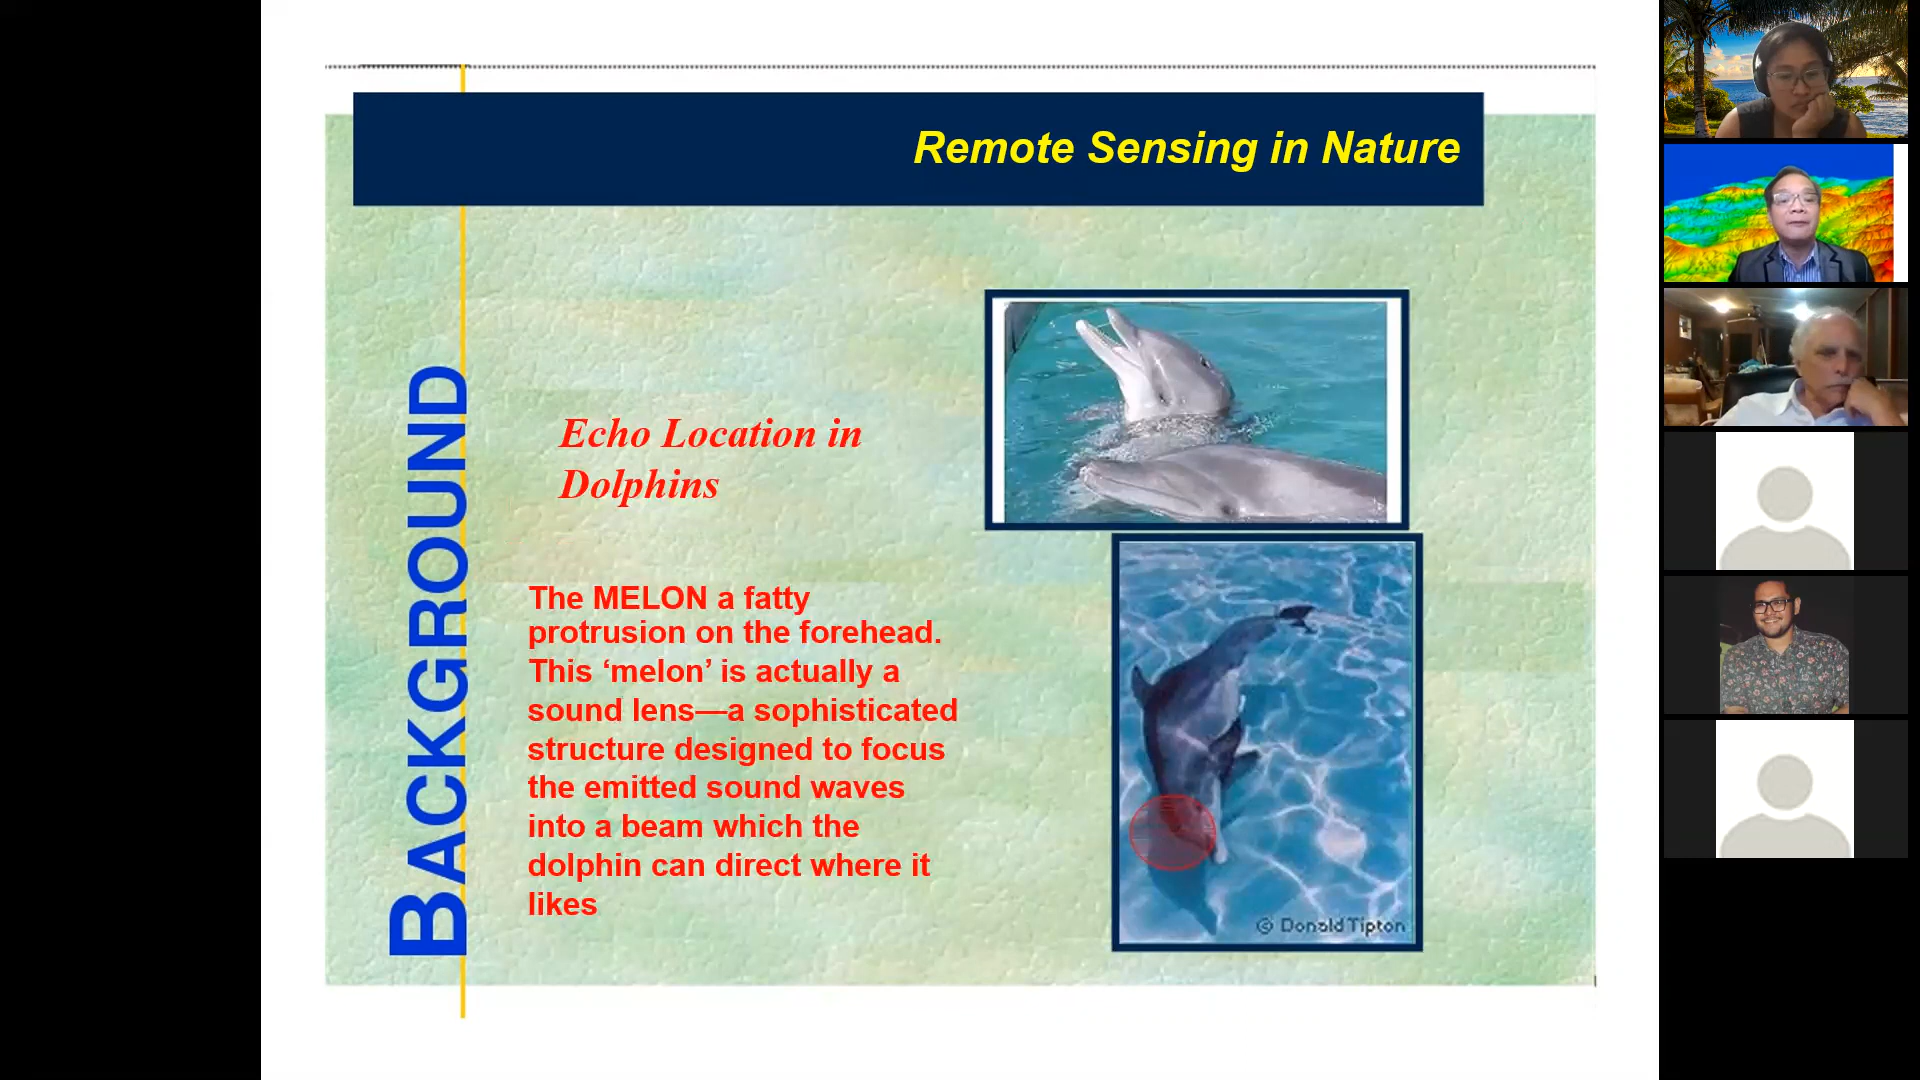 Remote Sensing in Nature
BACKGROUND
Echo Location in
Dolphins
The MELON a fatty
protrusion on the forehead.
This ‘melon’ is actually a
sound lens—a sophisticated
structure designed to focus
the emitted sound waves
into a beam which the
dolphin can direct where it
likes
© Donald Tipton